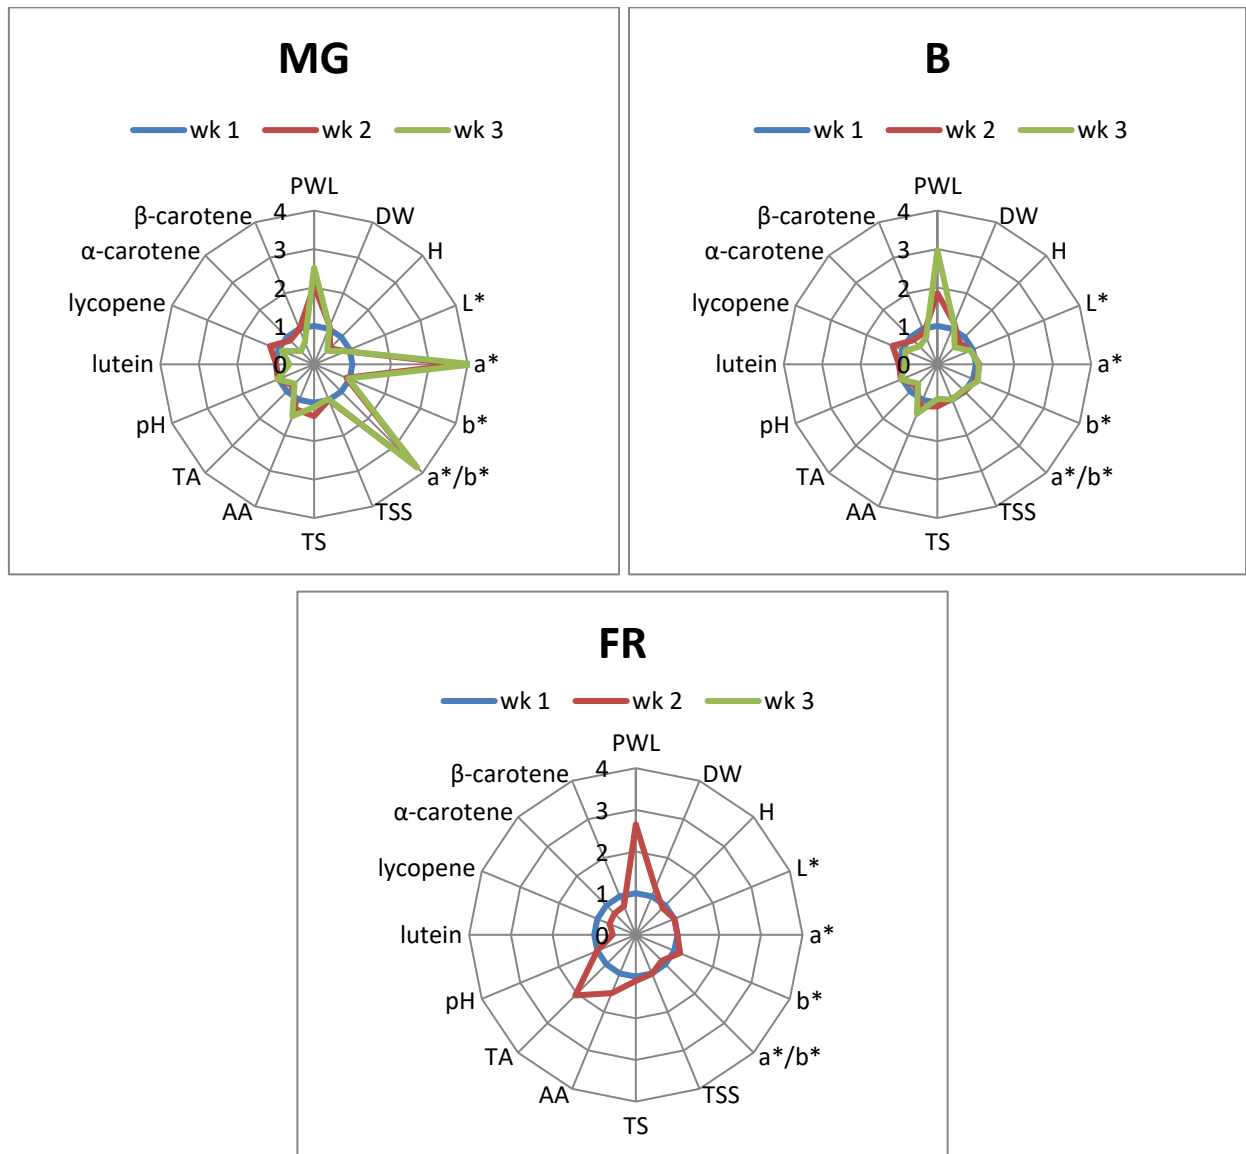 MG
wk 1 wk 2 wk 3
PWL
β-carotene 4 DW
α-carotene 3 H
lycopene 2 L*
1
lutein 0 a*
pH b*
TA a*/b*
AA TSS
TS
B
wk 1 wk 2 wk 3
PWL
β-carotene 4 DW
α-carotene 3 H
lycopene 2 L*
1
lutein 0 a*
pH b*
TA a*/b*
AA TSS
TS
FR
wk 1 wk 2 wk 3
PWL
β-carotene 4 DW
α-carotene 3 H
lycopene 2 L*
1
lutein 0 a*
pH b*
TA a*/b*
AA TSS
TS